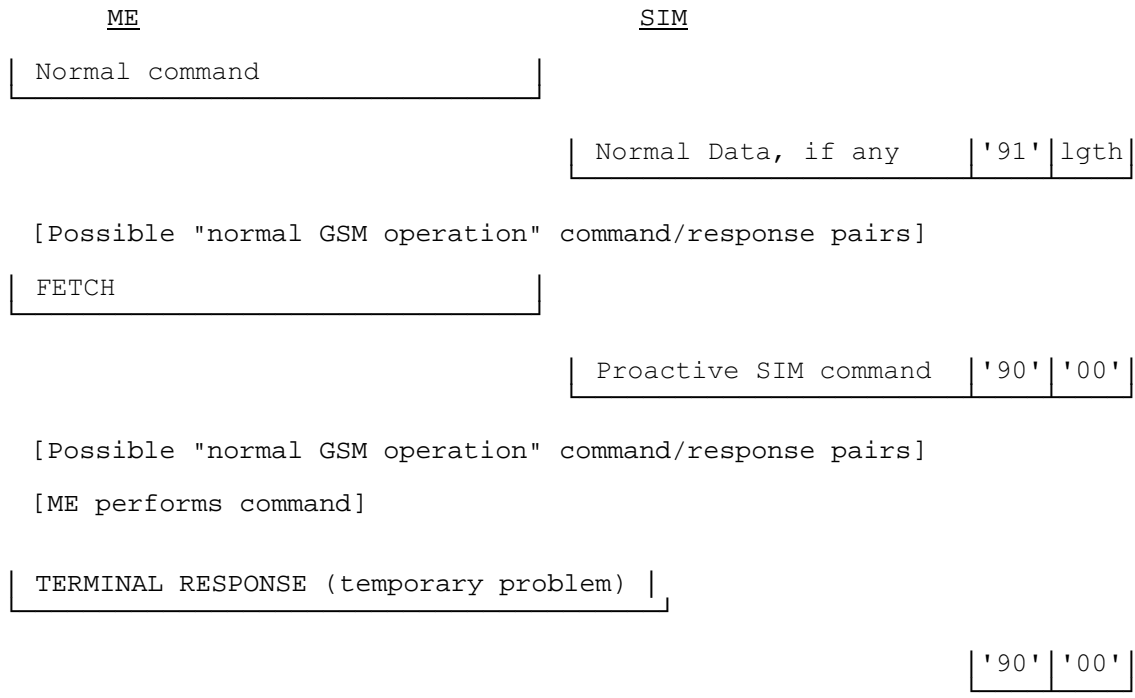 ME SIM
Normal command
Normal Data, if any '91' lgth
[Possible "normal GSM operation" command/response pairs]
FETCH
Proactive SIM command '90' '00'
[Possible "normal GSM operation" command/response pairs]
[ME performs command]
TERMINAL RESPONSE (temporary problem)
'90' '00'